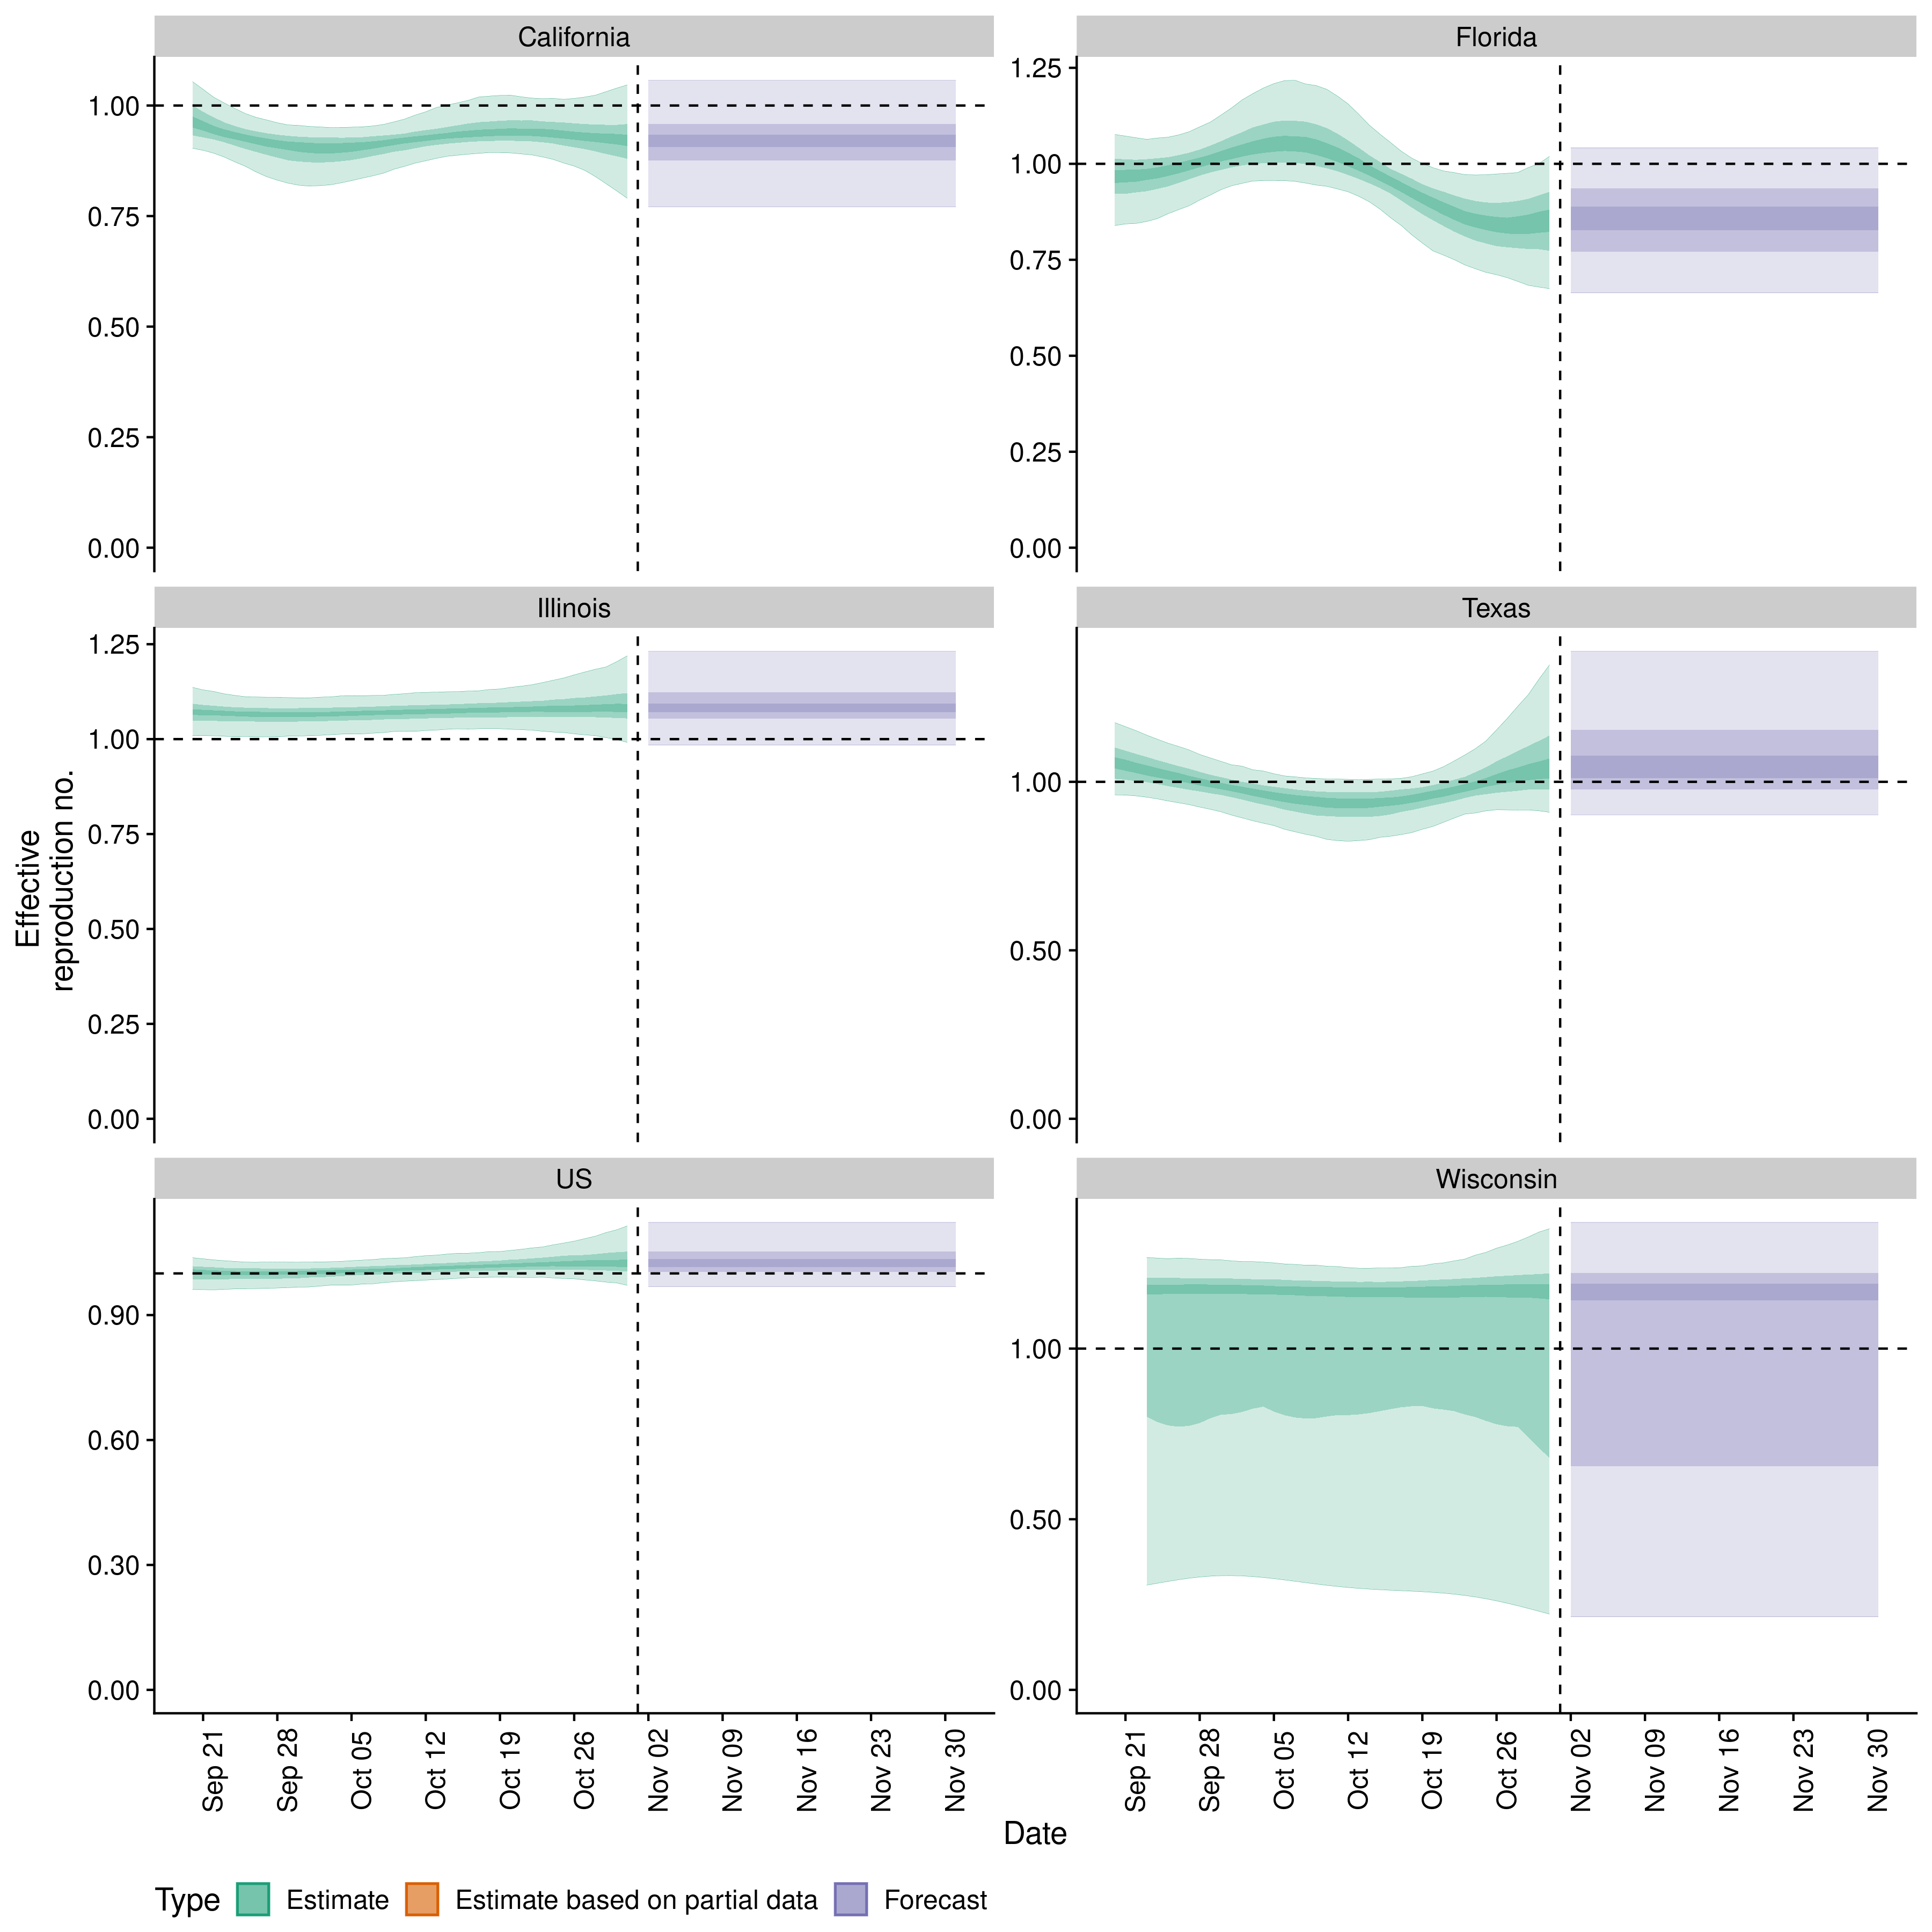 California
Florida
1.00
0.75
0.50
0.25
0.00
1.25
1.00
0.75
0.50
0.25
0.00
Illinois
Texas
1.25
1.00
0.75
0.50
0.25
0.00
1.00
0.50
0.00
US
Wisconsin
0.90
0.60
0.30
0.00
1.00
0.50
0.00
Effective
reproduction no.
Sep 21
Sep 28
Oct 05
Oct 12
Oct 19
Oct 26
Nov 02
Nov 09
Nov 16
Nov 23
Nov 30
Sep 21
Sep 28
Oct 05
Oct 12
Oct 19
Oct 26
Nov 02
Nov 09
Nov 16
Nov 23
Nov 30
Date
Type Estimate Estimate based on partial data Forecast